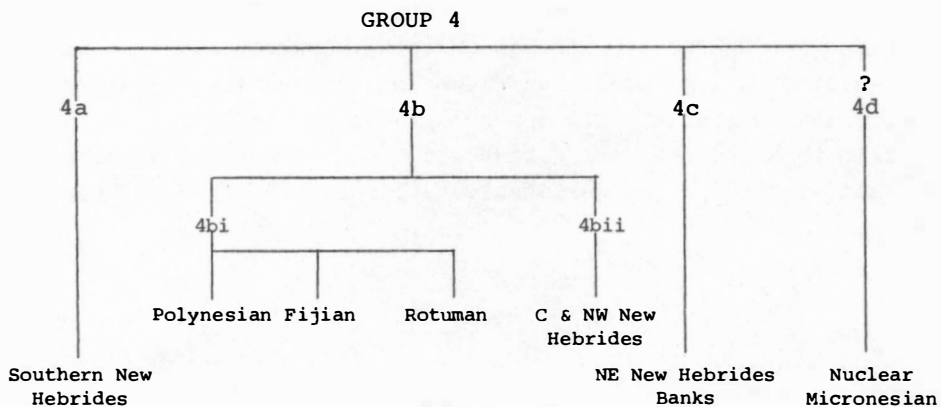 GROUP 4
?
4a 4b 4c 4d
4bi 4bii
Polynesian Fijian Rotuman C & NW New
Hebrides
Southern New NE New Hebrides Nuclear
Hebrides Banks Micronesian